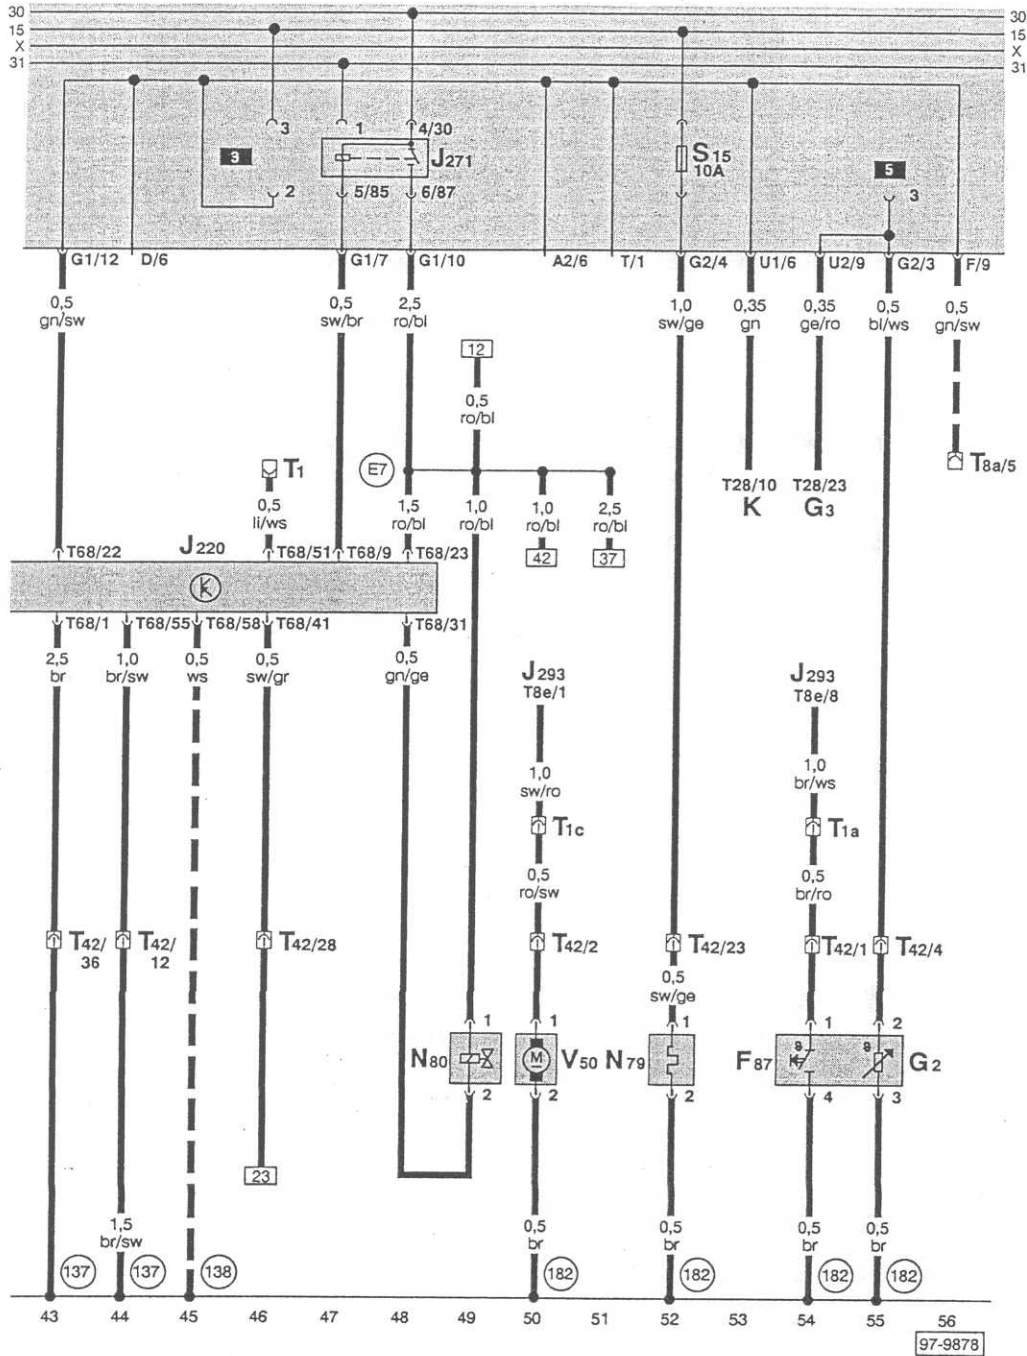 30 30
15 15
X X
31 31
3 1 4/30
9 J271 S15 10A 5
2 5/85 6/87 3
G1/12 D/6 G1/7 G1/10 A2/6 T/1 G2/4 U1/6 U2/9 G2/3 F/9
0,5 0,5 2,5 1,0 0,35 0,35 0,5 0,5
gn/sw sw/br ro/bl sw/ge gn ge/ro bl/ws gn/sw
12
0,5
ro/bl
T1 E7 T8a/5
T28/10 T28/23
K G3
0,5 1,5 1,0 1,0 2,5
li/ws ro/bl ro/bl ro/bl ro/bl
J220
T68/22 T68/51 T68/9 T68/23 42 37
T68/1 T68/55 T68/58 T68/41 T68/31
2,5 1,0 0,5 0,5 0,5
br br/sw ws sw/gr gn/ge
J293 J293
T8e/1 T8e/8
1,0 1,0
sw/ro br/ws
T1c T1a
0,5 0,5
ro/sw br/ro
T42/36 T42/12 T42/28 T42/2 T42/23 T42/1 T42/4
0,5
sw/ge
1 1 1 1 2
N80 M V50 N79 F87 G2
2 2 2 4 3
23
1,5 0,5 0,5 0,5 0,5
br/sw br br br br
137 137 138 182 182 182 182
43 44 45 46 47 48 49 50 51 52 53 54 55 56
97-9878